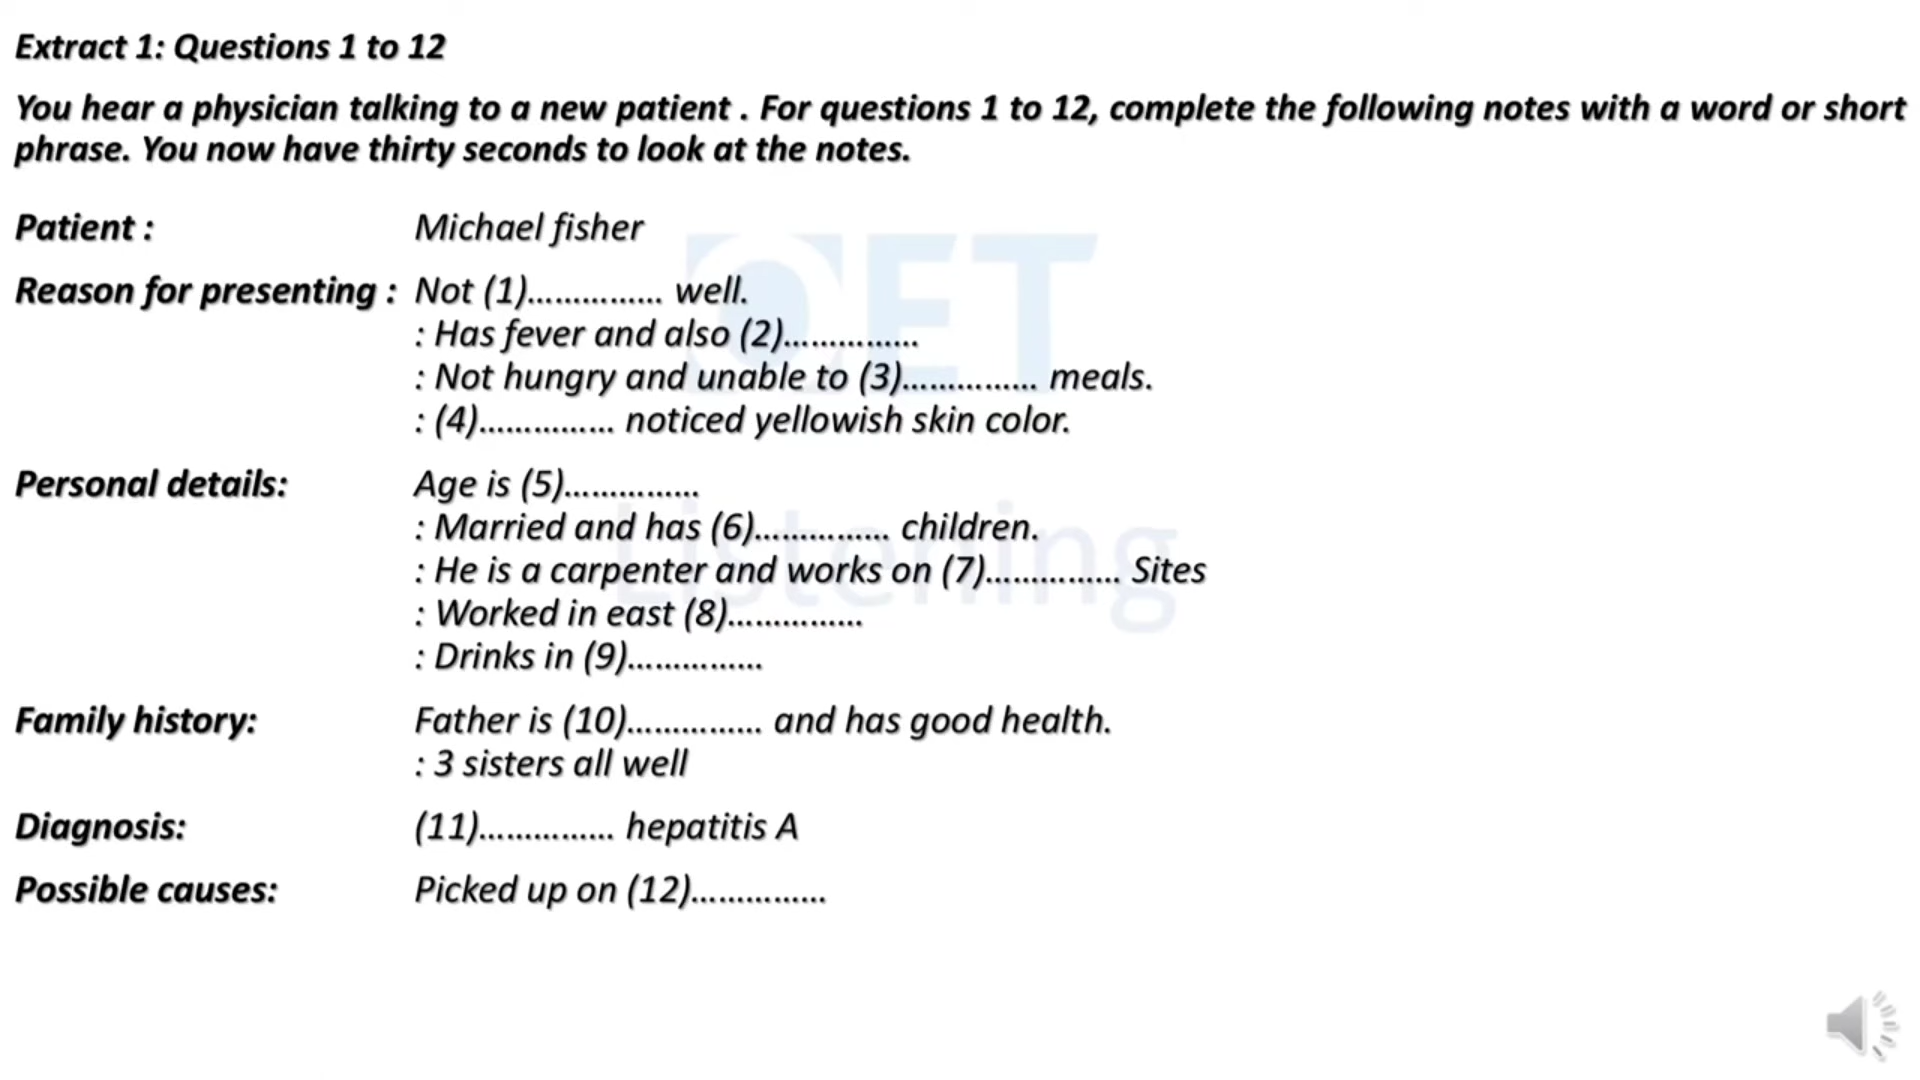 Extract 1: Questions 1 to 12
You hear a physician talking to a new patient . For questions 1 to 12, complete the following notes with a word or short
phrase. You now have thirty seconds to look at the notes.
Patient : Michael fisher
Reason for presenting : Not (1)............... well.
: Has fever and also (2)...............
: Not hungry and unable to (3)............... meals.
: (4)............... noticed yellowish skin color.
Personal details: Age is (5)...............
: Married and has (6)............... children.
: He is a carpenter and works on (7)............... Sites
: Worked in east (8)...............
: Drinks in (9)...............
Family history: Father is (10)............... and has good health.
: 3 sisters all well
Diagnosis: (11)............... hepatitis A
Possible causes: Picked up on (12)...............
OET
Listening